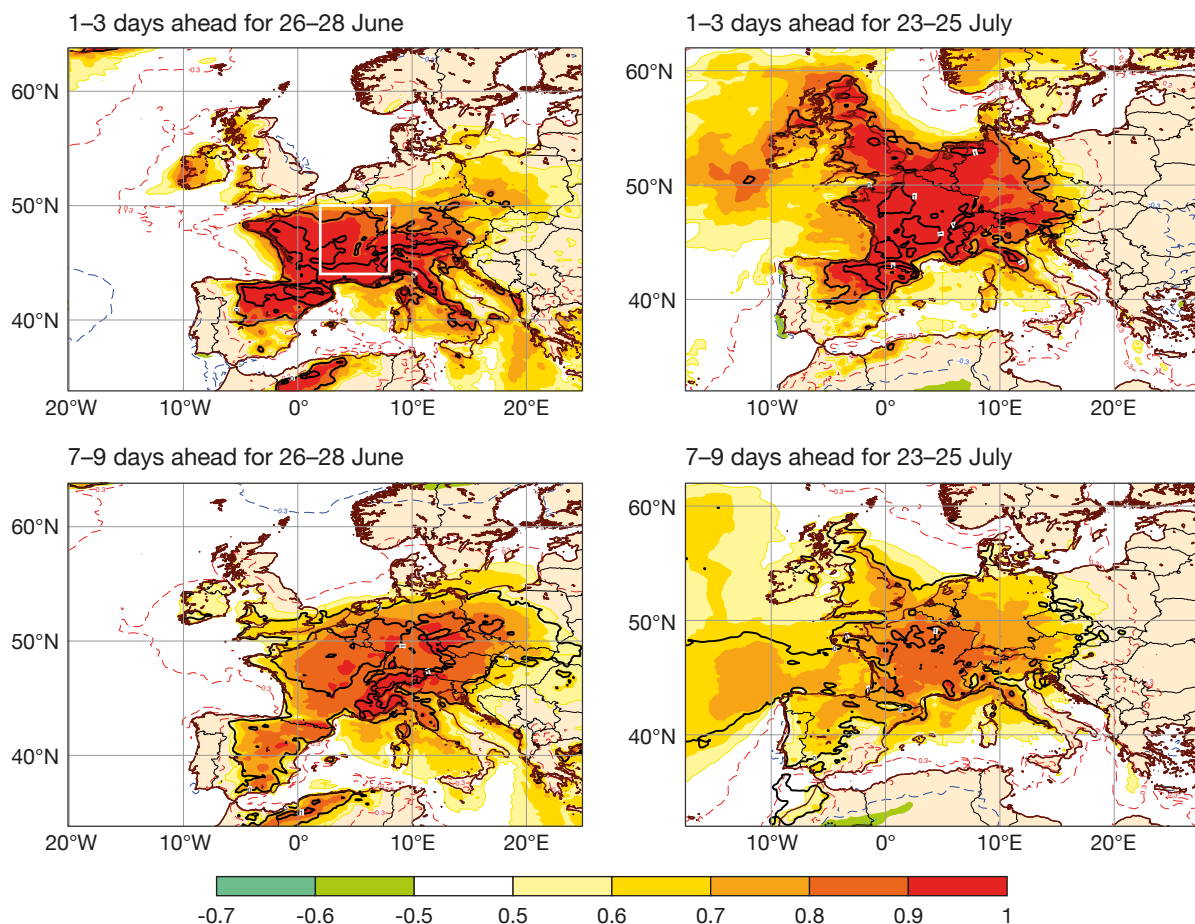 1–3 days ahead for 26–28 June
1–3 days ahead for 23–25 July
60°N
50°N
40°N
20°W 10°W 0°E 10°E 20°E
60°N
50°N
40°N
10°W 0°E 10°E 20°E
7–9 days ahead for 26–28 June
7–9 days ahead for 23–25 July
60°N
50°N
40°N
20°W 10°W 0°E 10°E 20°E
60°N
50°N
40°N
10°W 0°E 10°E 20°E
-0.7 -0.6 -0.5 0.5 0.6 0.7 0.8 0.9 1